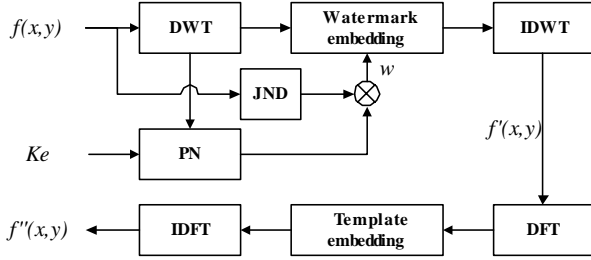 f(x,y)
DWT
Watermark
embedding
IDWT
JND
w
Ke
PN
f'(x,y)
f''(x,y)
IDFT
Template
embedding
DFT